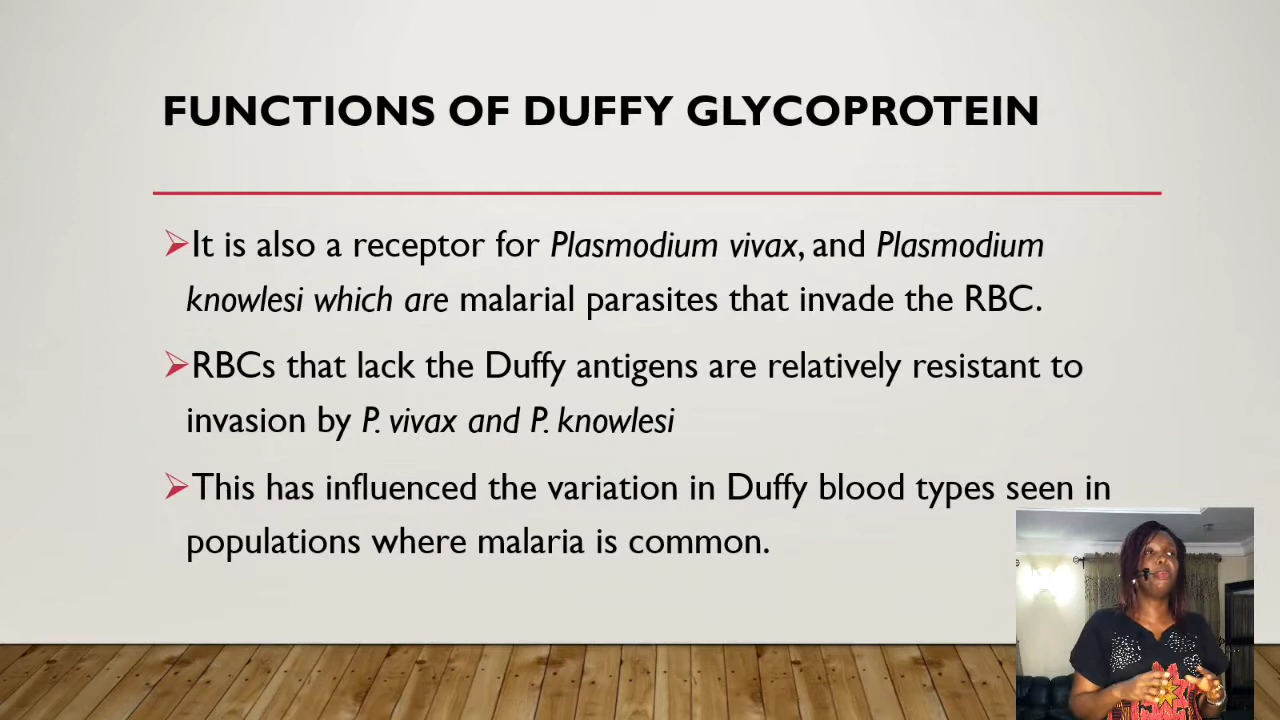 FUNCTIONS OF DUFFY GLYCOPROTEIN
➢It is also a receptor for Plasmodium vivax, and Plasmodium
knowlesi which are malarial parasites that invade the RBC.
➢RBCs that lack the Duffy antigens are relatively resistant to
invasion by P. vivax and P. knowlesi
➢This has influenced the variation in Duffy blood types seen in
populations where malaria is common.